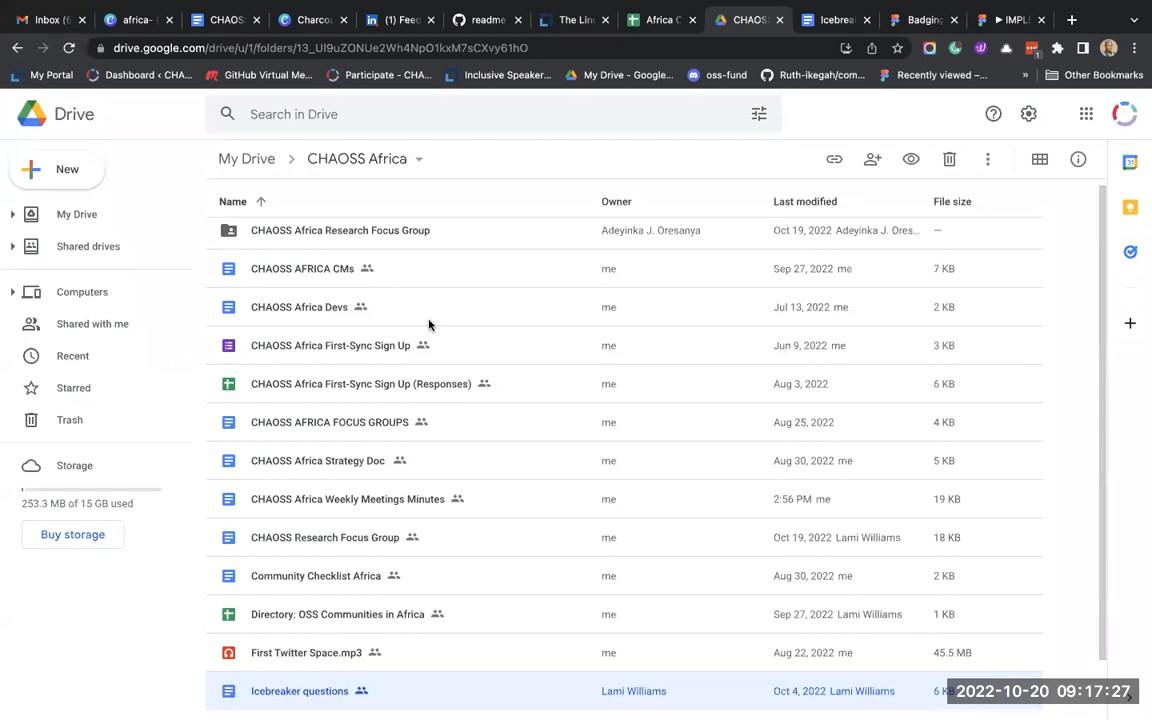 Inbox (6
africa-
CHAOS
Charco
(1) Feed
readme
The Lin
Africa C
CHAOS
Icebrea
Badging
IMPLE
drive.google.com/drive/u/1/folders/13_UI9uZONUe2Wh4NpO1kxM7sCXvy61hO
1
My Portal
Dashboard ‹ CHA...
GitHub Virtual Me...
Participate - CHA...
Inclusive Speaker...
My Drive - Google...
oss-fund
Ruth-ikegah/com...
Recently viewed –...
»
Other Bookmarks
Drive
Search in Drive
New
My Drive
Shared drives
Computers
Shared with me
Recent
Starred
Trash
Storage
253.3 MB of 15 GB used
Buy storage
My Drive > CHAOSS Africa
Name Owner Last modified File size
CHAOSS Africa Research Focus Group Adeyinka J. Oresanya Oct 19, 2022 Adeyinka J. Ores... –
CHAOSS AFRICA CMs me Sep 27, 2022 me 7 KB
CHAOSS Africa Devs me Jul 13, 2022 me 2 KB
CHAOSS Africa First-Sync Sign Up me Jun 9, 2022 me 3 KB
CHAOSS Africa First-Sync Sign Up (Responses) me Aug 3, 2022 6 KB
CHAOSS AFRICA FOCUS GROUPS me Aug 25, 2022 4 KB
CHAOSS Africa Strategy Doc me Aug 30, 2022 me 5 KB
CHAOSS Africa Weekly Meetings Minutes me 2:56 PM me 19 KB
CHAOSS Research Focus Group me Oct 19, 2022 Lami Williams 18 KB
Community Checklist Africa me Aug 30, 2022 me 2 KB
Directory: OSS Communities in Africa me Sep 27, 2022 Lami Williams 1 KB
First Twitter Space.mp3 me Aug 22, 2022 me 45.5 MB
Icebreaker questions Lami Williams Oct 4, 2022 Lami Williams 6 K
2022-10-20 09:17:27
31